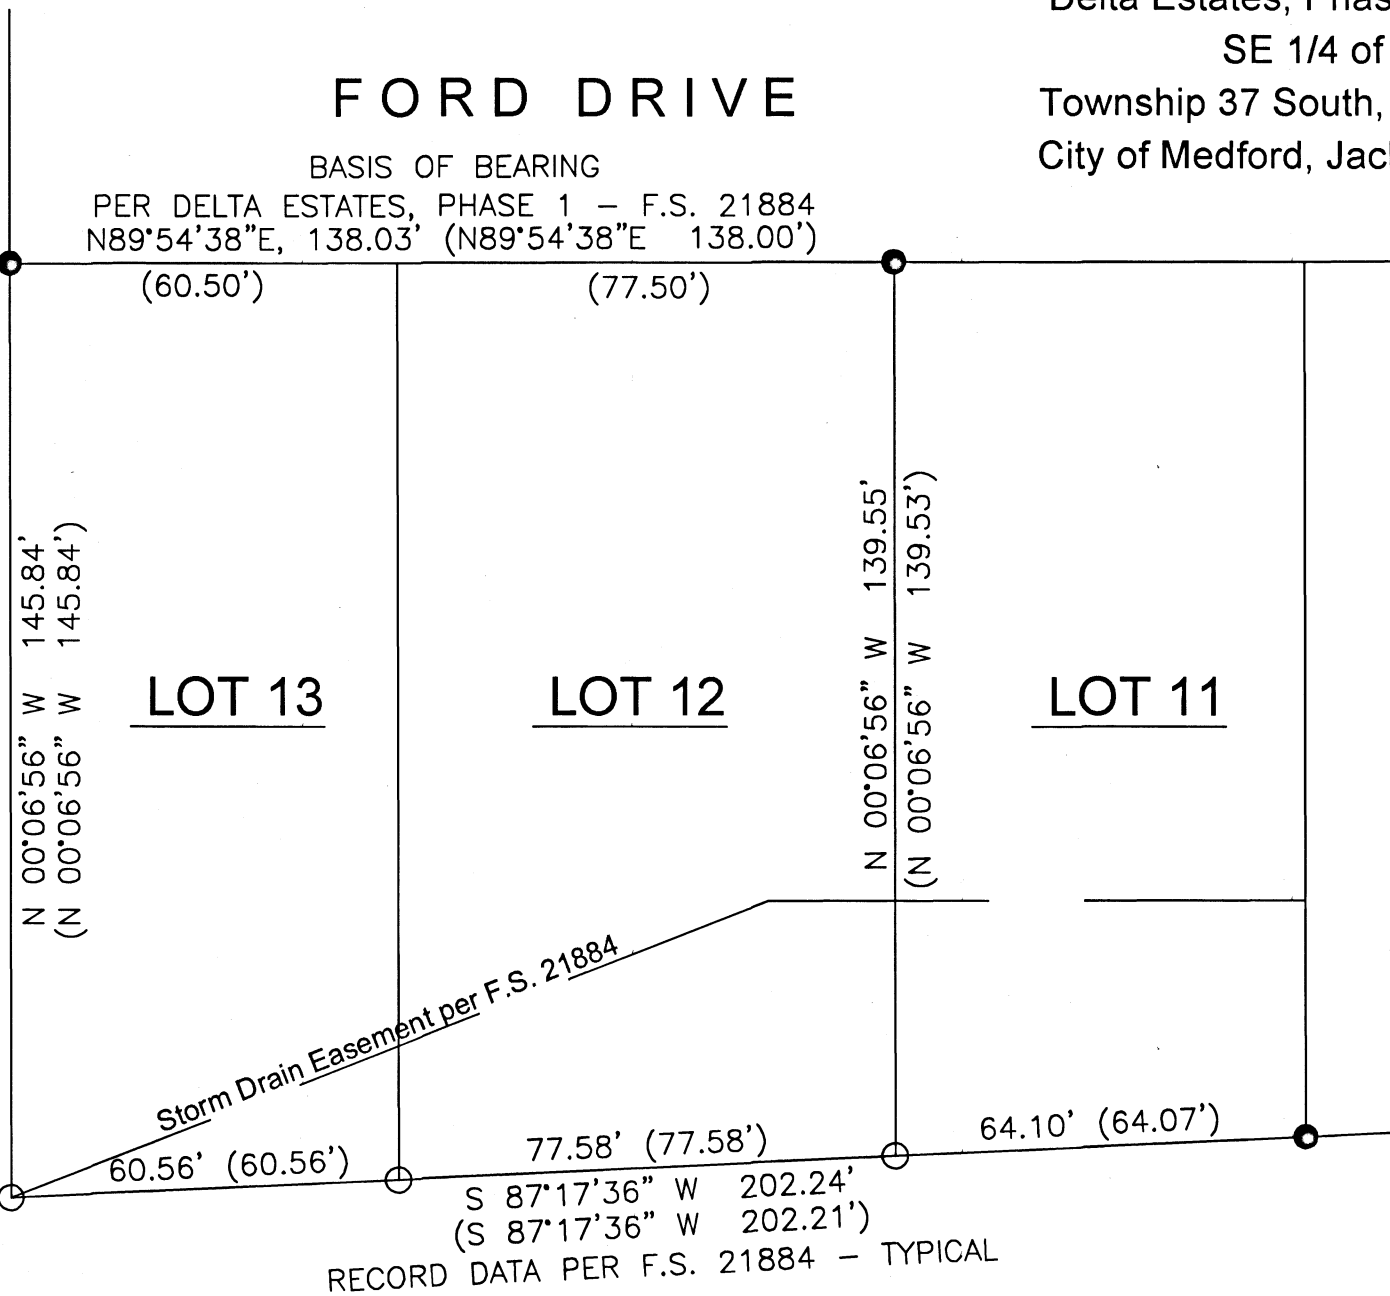 Delta Estates,
SE 1/4 of
Township 37 South,
City of Medford,
FORD DRIVE
BASIS OF BEARING
PER DELTA ESTATES, PHASE 1 – F.S. 21884
N89°54'38"E, 138.03' (N89°54'38"E 138.00')
(60.50')
(77.50')
N 00°06'56" W 145.84'
(N 00°06'56" W 145.84')
N 00°06'56" W 139.55'
(N 00°06'56" W 139.53')
LOT 13
LOT 12
LOT 11
Storm Drain Easement per F.S. 21884
60.56' (60.56')
77.58' (77.58')
64.10' (64.07')
S 87°17'36" W 202.24'
(S 87°17'36" W 202.21')
RECORD DATA PER F.S. 21884 – TYPICAL